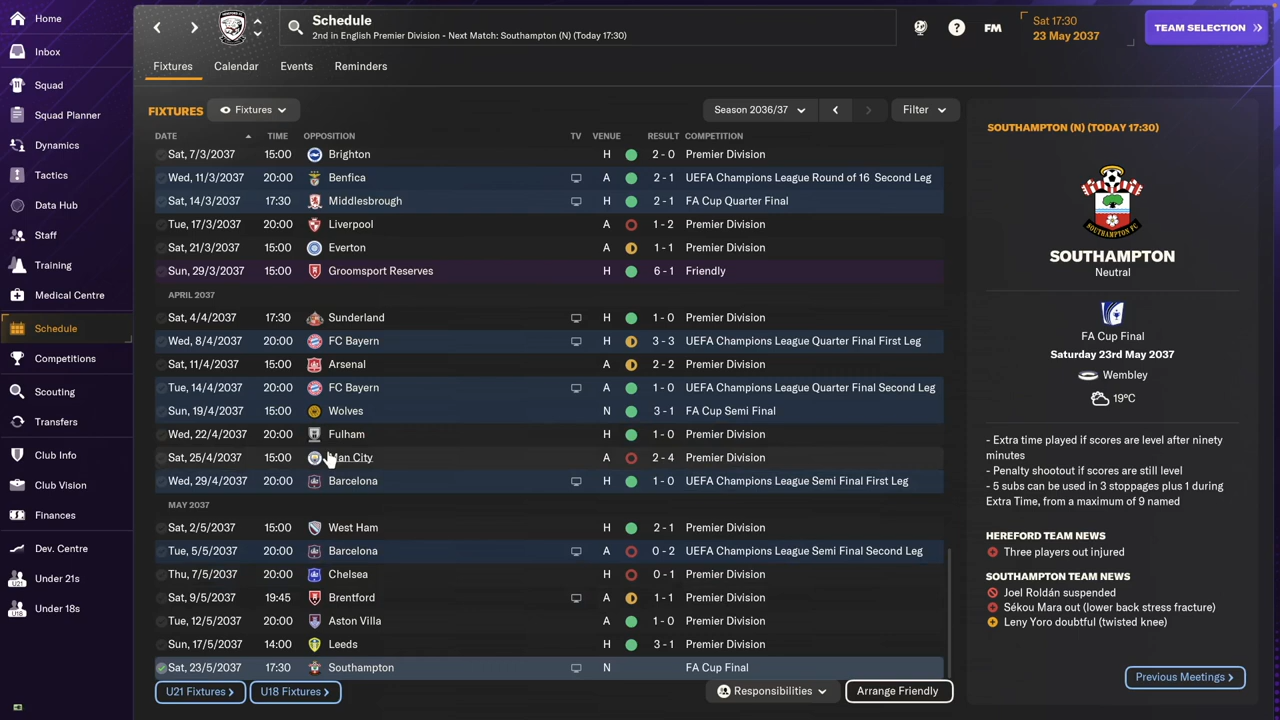 Home
Inbox
Squad
Squad Planner
Dynamics
Tactics
Data Hub
Staff
Training
Medical Centre
Schedule
Competitions
Scouting
Transfers
Club Info
Club Vision
Finances
Dev. Centre
Under 21s
Under 18s
Schedule
2nd in English Premier Division - Next Match: Southampton (N) (Today 17:30)
FM
Sat 17:30
23 May 2037
TEAM SELECTION
Fixtures Calendar Events Reminders
FIXTURES Fixtures Season 2036/37 Filter
DATE TIME OPPOSITION TV VENUE RESULT COMPETITION
Sat, 7/3/2037 15:00 Brighton H 2 - 0 Premier Division
Wed, 11/3/2037 20:00 Benfica A 2 - 1 UEFA Champions League Round of 16 Second Leg
Sat, 14/3/2037 17:30 Middlesbrough H 2 - 1 FA Cup Quarter Final
Tue, 17/3/2037 20:00 Liverpool A 1 - 2 Premier Division
Sat, 21/3/2037 15:00 Everton A 1 - 1 Premier Division
Sun, 29/3/2037 15:00 Groomsport Reserves H 6 - 1 Friendly
APRIL 2037
Sat, 4/4/2037 17:30 Sunderland H 1 - 0 Premier Division
Wed, 8/4/2037 20:00 FC Bayern H 3 - 3 UEFA Champions League Quarter Final First Leg
Sat, 11/4/2037 15:00 Arsenal A 2 - 2 Premier Division
Tue, 14/4/2037 20:00 FC Bayern A 1 - 0 UEFA Champions League Quarter Final Second Leg
Sun, 19/4/2037 15:00 Wolves N 3 - 1 FA Cup Semi Final
Wed, 22/4/2037 20:00 Fulham H 1 - 0 Premier Division
Sat, 25/4/2037 15:00 Man City A 2 - 4 Premier Division
Wed, 29/4/2037 20:00 Barcelona H 1 - 0 UEFA Champions League Semi Final First Leg
MAY 2037
Sat, 2/5/2037 15:00 West Ham H 2 - 1 Premier Division
Tue, 5/5/2037 20:00 Barcelona A 0 - 2 UEFA Champions League Semi Final Second Leg
Thu, 7/5/2037 20:00 Chelsea H 0 - 1 Premier Division
Sat, 9/5/2037 19:45 Brentford A 1 - 1 Premier Division
Tue, 12/5/2037 20:00 Aston Villa A 1 - 0 Premier Division
Sun, 17/5/2037 14:00 Leeds H 3 - 1 Premier Division
Sat, 23/5/2037 17:30 Southampton N FA Cup Final
U21 Fixtures > U18 Fixtures > Responsibilities Arrange Friendly
SOUTHAMPTON (N) (TODAY 17:30)
SOUTHAMPTON FC
SOUTHAMPTON
Neutral
FA Cup Final
Saturday 23rd May 2037
Wembley
19°C
- Extra time played if scores are level after ninety
minutes
- Penalty shootout if scores are still level
- 5 subs can be used in 3 stoppages plus 1 during
Extra Time, from a maximum of 9 named
HEREFORD TEAM NEWS
Three players out injured
SOUTHAMPTON TEAM NEWS
Joel Roldán suspended
Sékou Mara out (lower back stress fracture)
Leny Yoro doubtful (twisted knee)
Previous Meetings >